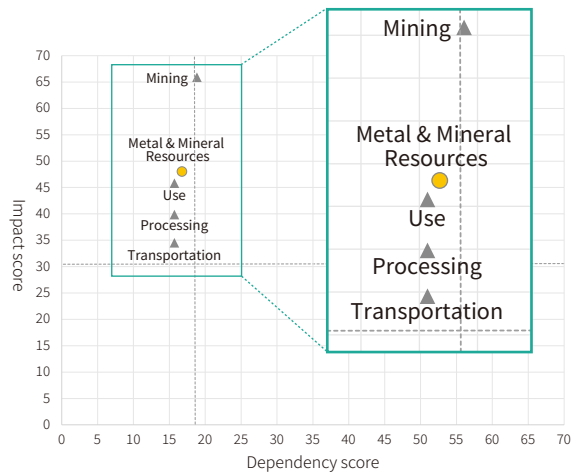 70
65
60
55
50
45
40
35
30
25
20
15
10
5
0
Impact score
Mining
Metal & Mineral
Resources
Use
Processing
Transportation
Mining
Metal & Mineral
Resources
Use
Processing
Transportation
0 5 10 15 20 25 30 35 40 45 50 55 60 65 70
Dependency score